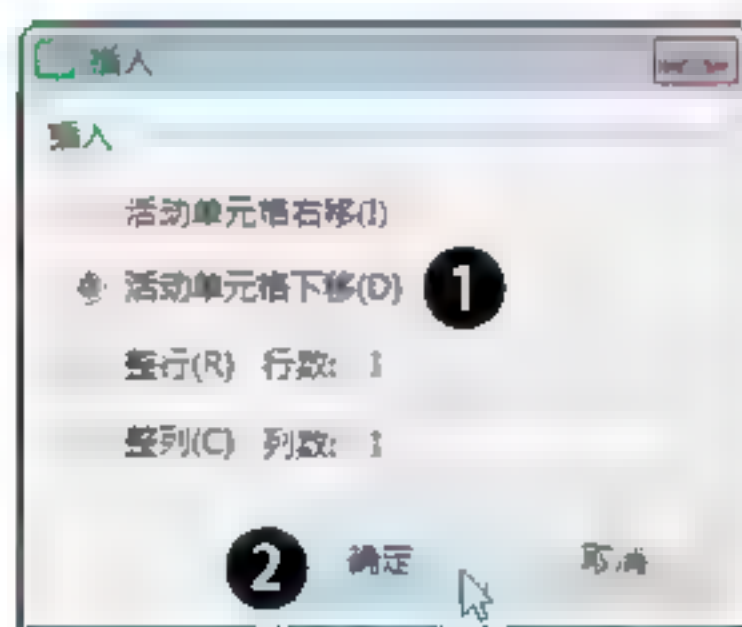 插入
插入
活动单元格右移(I)
活动单元格下移(D) 1
整行(R) 行数: 1
整列(C) 列数: 1
2 确定 取消